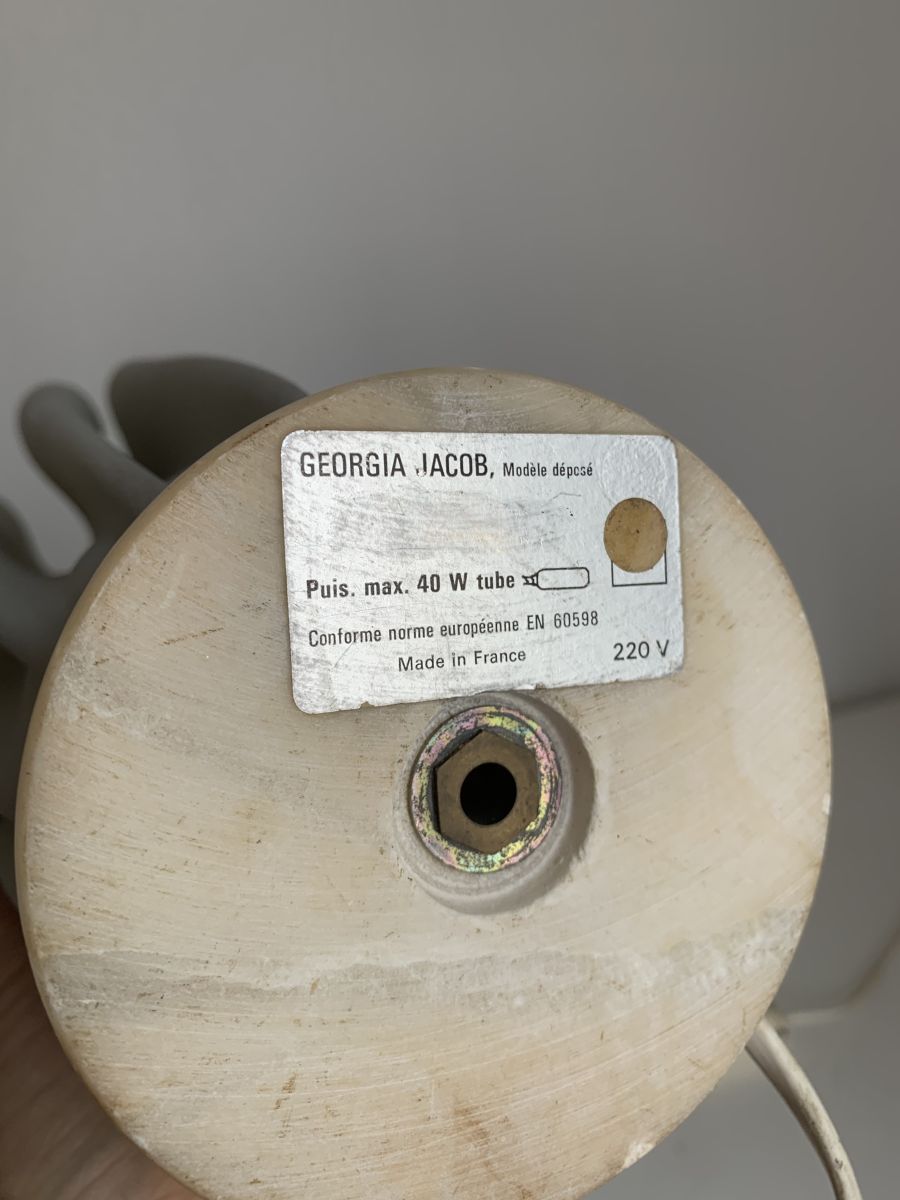 GEORGIA JACOB, Modèle déposé
Puis. max. 40 W tube
Conforme norme européenne EN 60598
Made in France
220 V